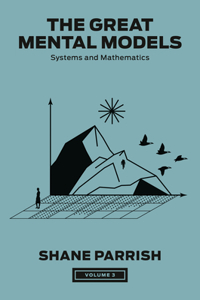 THE GREAT
MENTAL MODELS
Systems and Mathematics
SHANE PARRISH
VOLUME 3